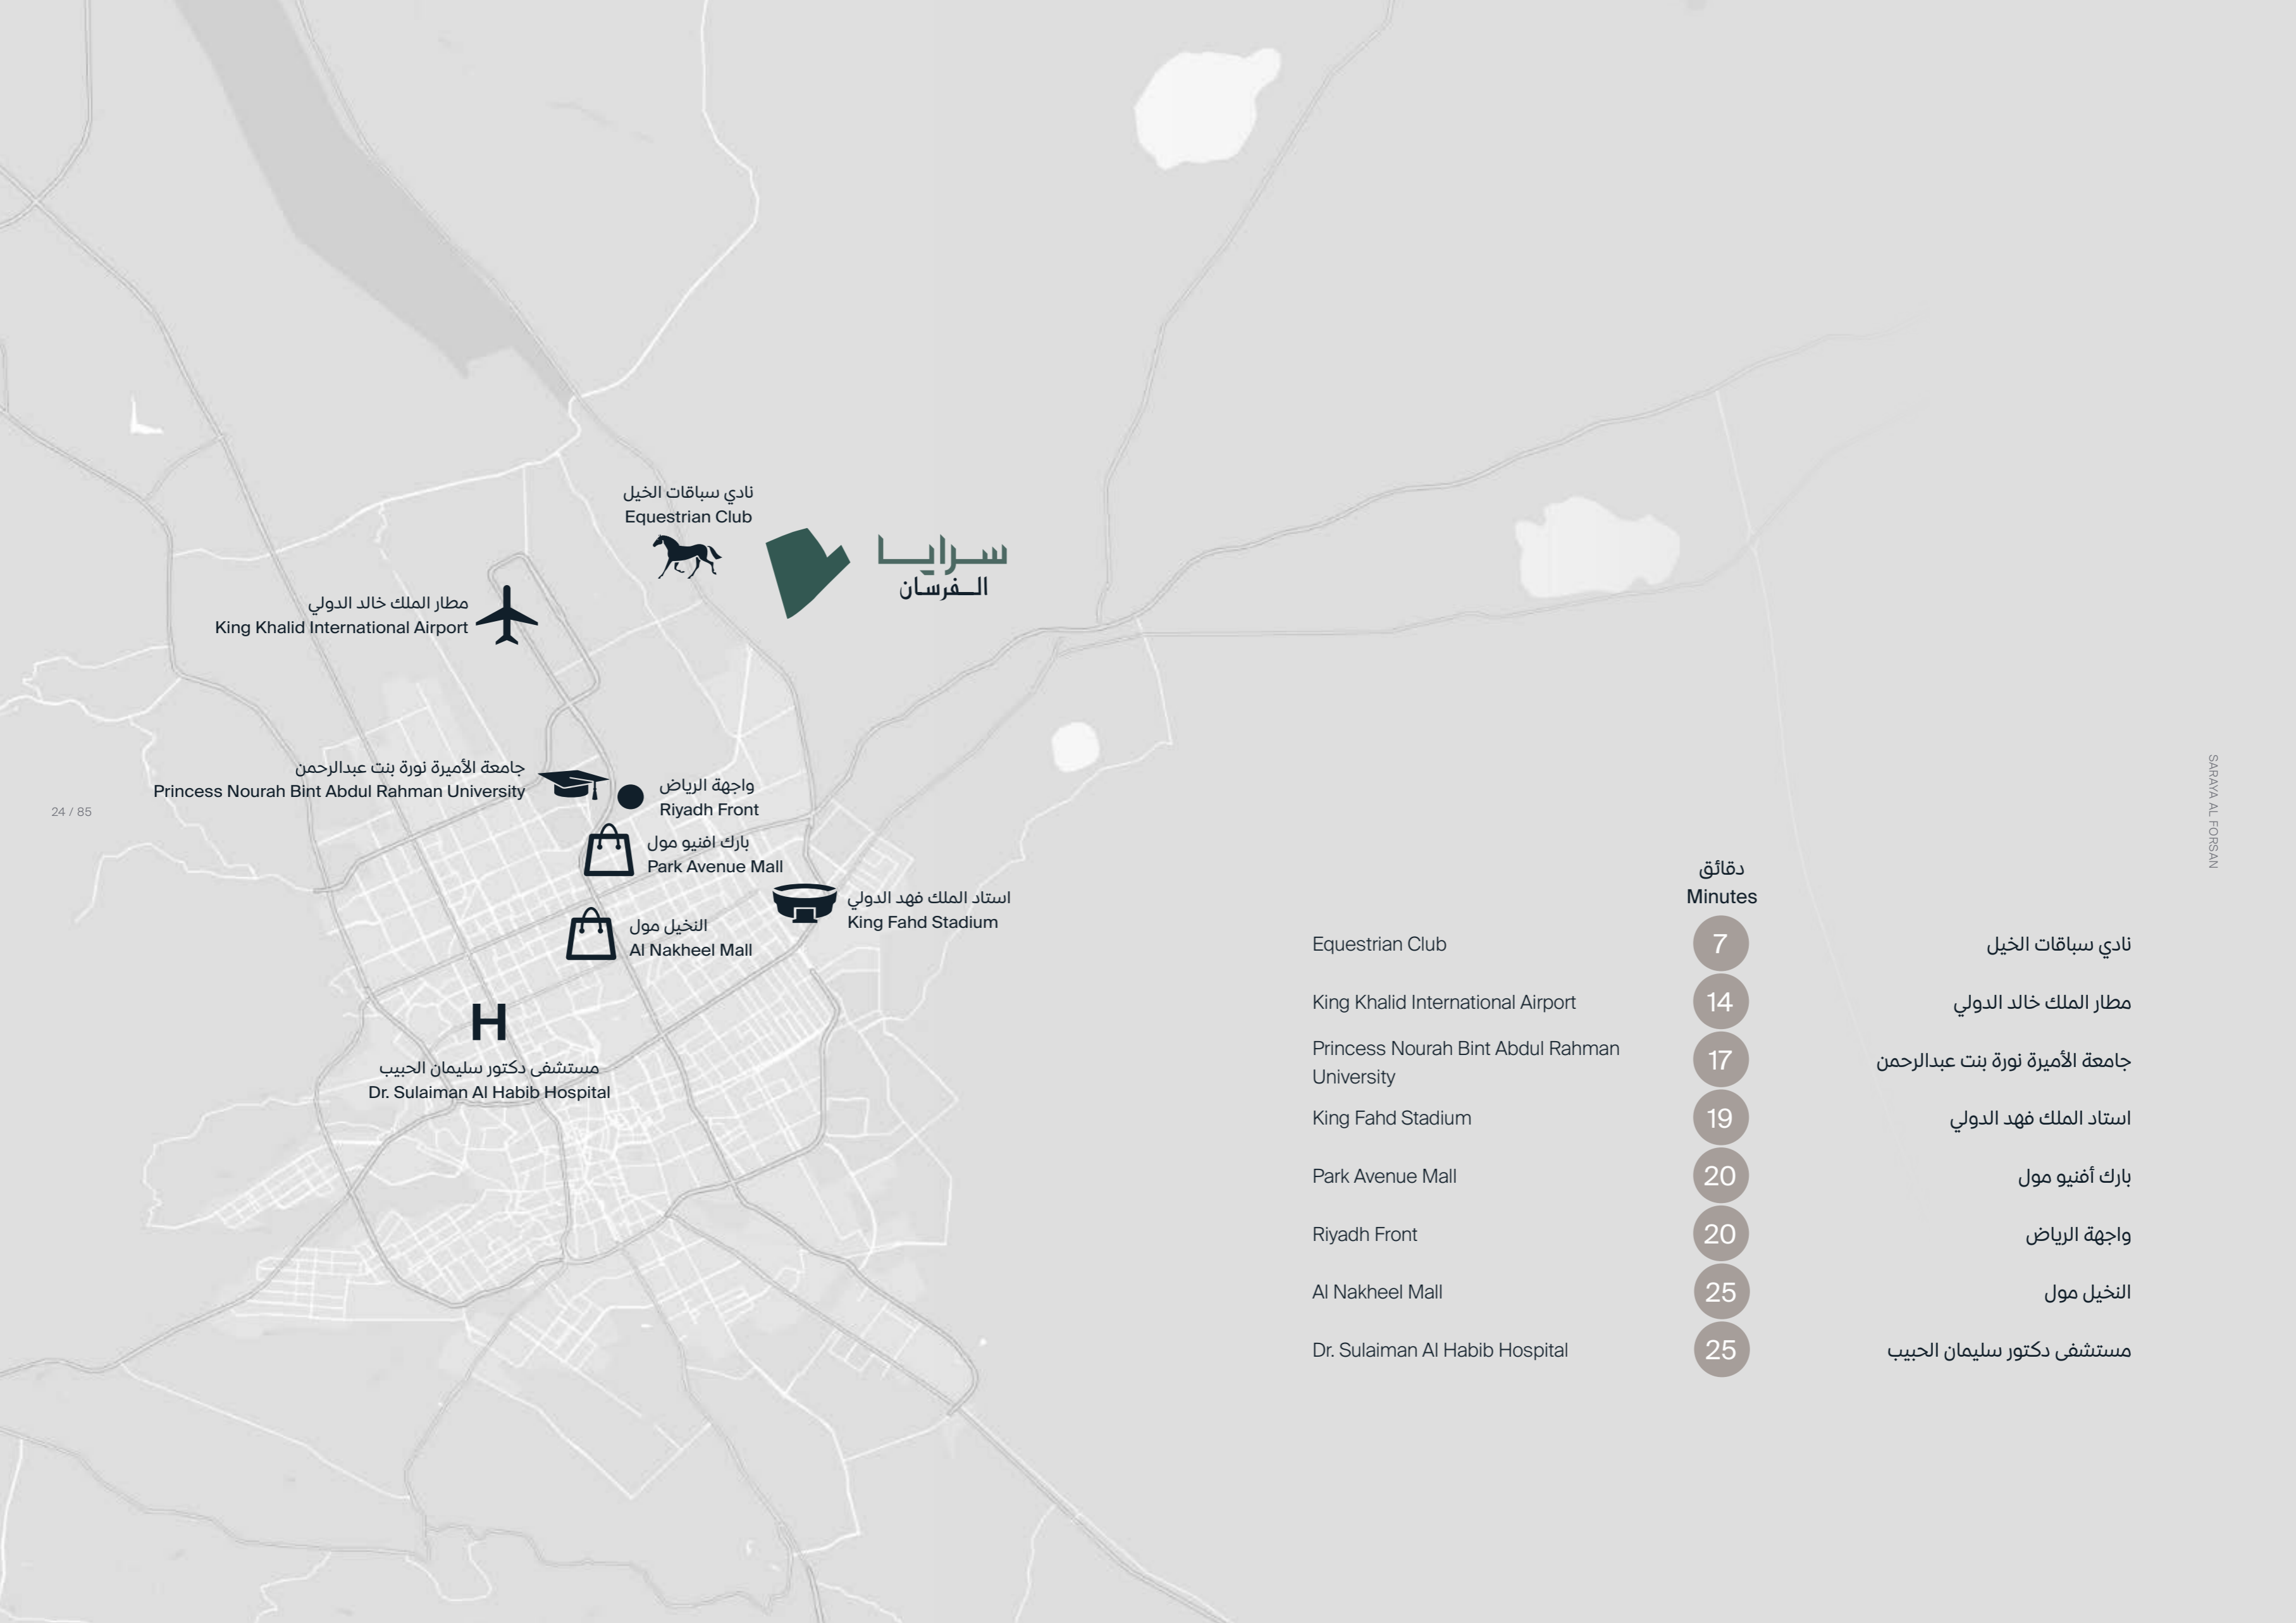 نادي سباقات الخيل
Equestrian Club
سرايا
الفرسان
مطار الملك خالد الدولي
King Khalid International Airport
جامعة الأميرة نورة بنت عبدالرحمن
Princess Nourah Bint Abdul Rahman University
واجهة الرياض
Riyadh Front
24 / 85
بارك افنيو مول
Park Avenue Mall
استاد الملك فهد الدولي
King Fahd Stadium
النخيل مول
Al Nakheel Mall
H
مستشفى دكتور سليمان الحبيب
Dr. Sulaiman Al Habib Hospital
SARAYA AL FORSAN
دقائق
Minutes
Equestrian Club 7 نادي سباقات الخيل
King Khalid International Airport 14 مطار الملك خالد الدولي
Princess Nourah Bint Abdul Rahman
University 17 جامعة الأميرة نورة بنت عبدالرحمن
King Fahd Stadium 19 استاد الملك فهد الدولي
Park Avenue Mall 20 بارك أفنيو مول
Riyadh Front 20 واجهة الرياض
Al Nakheel Mall 25 النخيل مول
Dr. Sulaiman Al Habib Hospital 25 مستشفى دكتور سليمان الحبيب